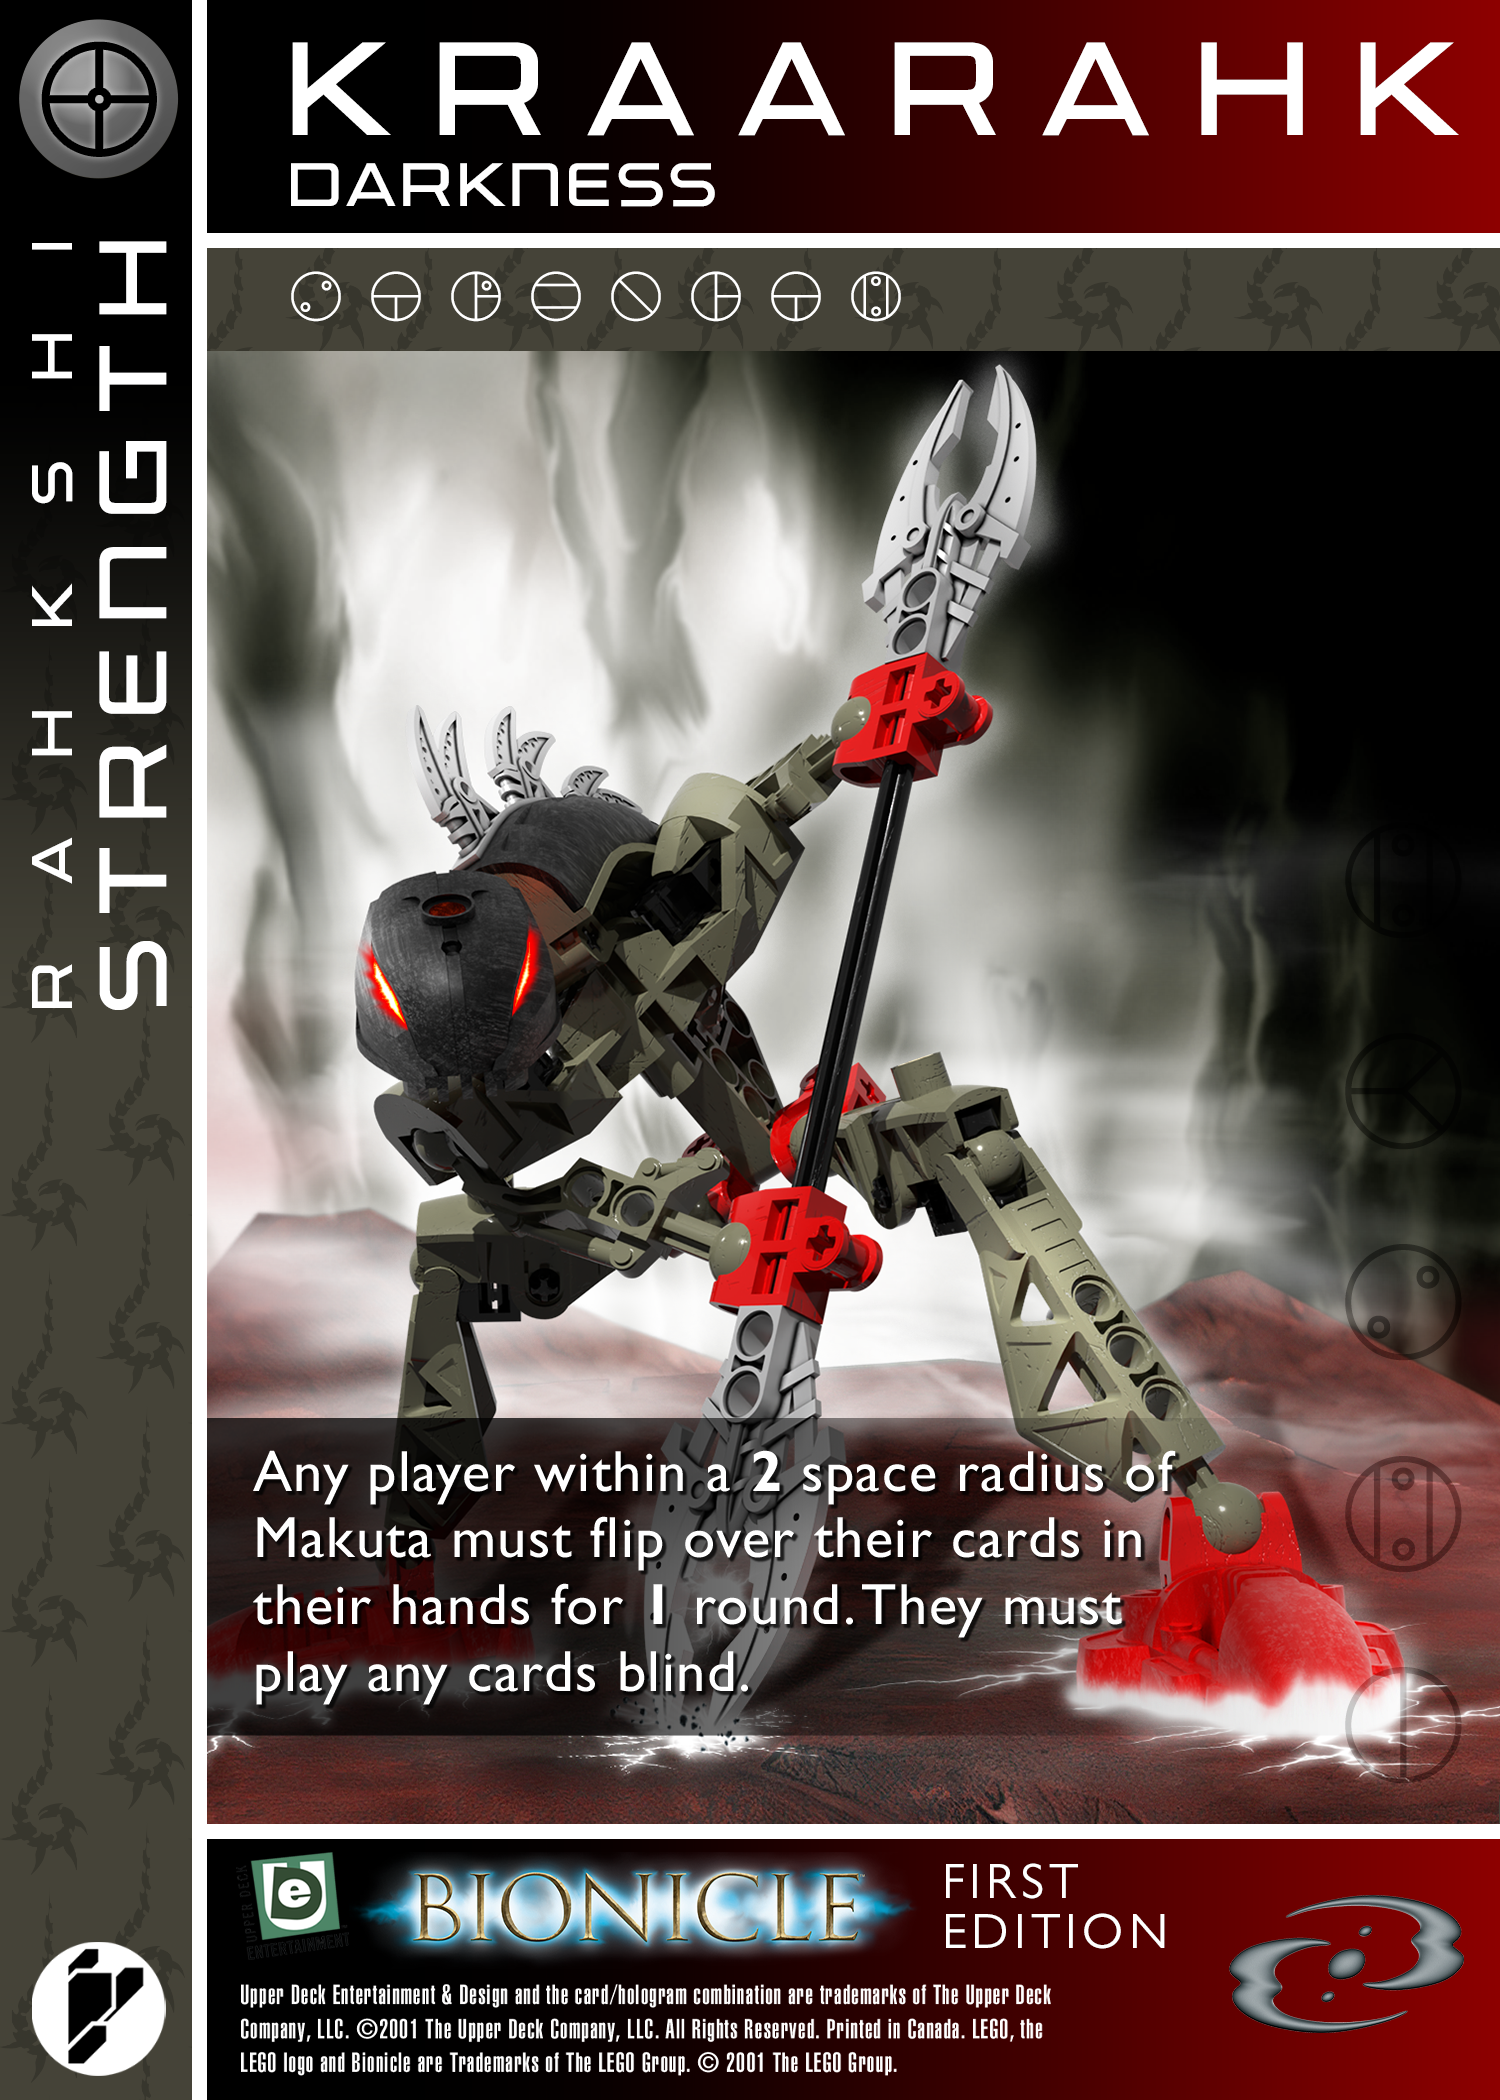 KRAARAHK
DARKNESS
RAHKSHI
STRENGTH
Any player within a 2 space radius of
Makuta must flip over their cards in
their hands for 1 round. They must
play any cards blind.
UPPER DECK
ENTERTAINMENT
BIONICLE
FIRST
EDITION
Upper Deck Entertainment & Design and the card/hologram combination are trademarks of The Upper Deck
Company, LLC. ©2001 The Upper Deck Company, LLC. All Rights Reserved. Printed in Canada. LEGO, the
LEGO logo and Bionicle are Trademarks of The LEGO Group. © 2001 The LEGO Group.